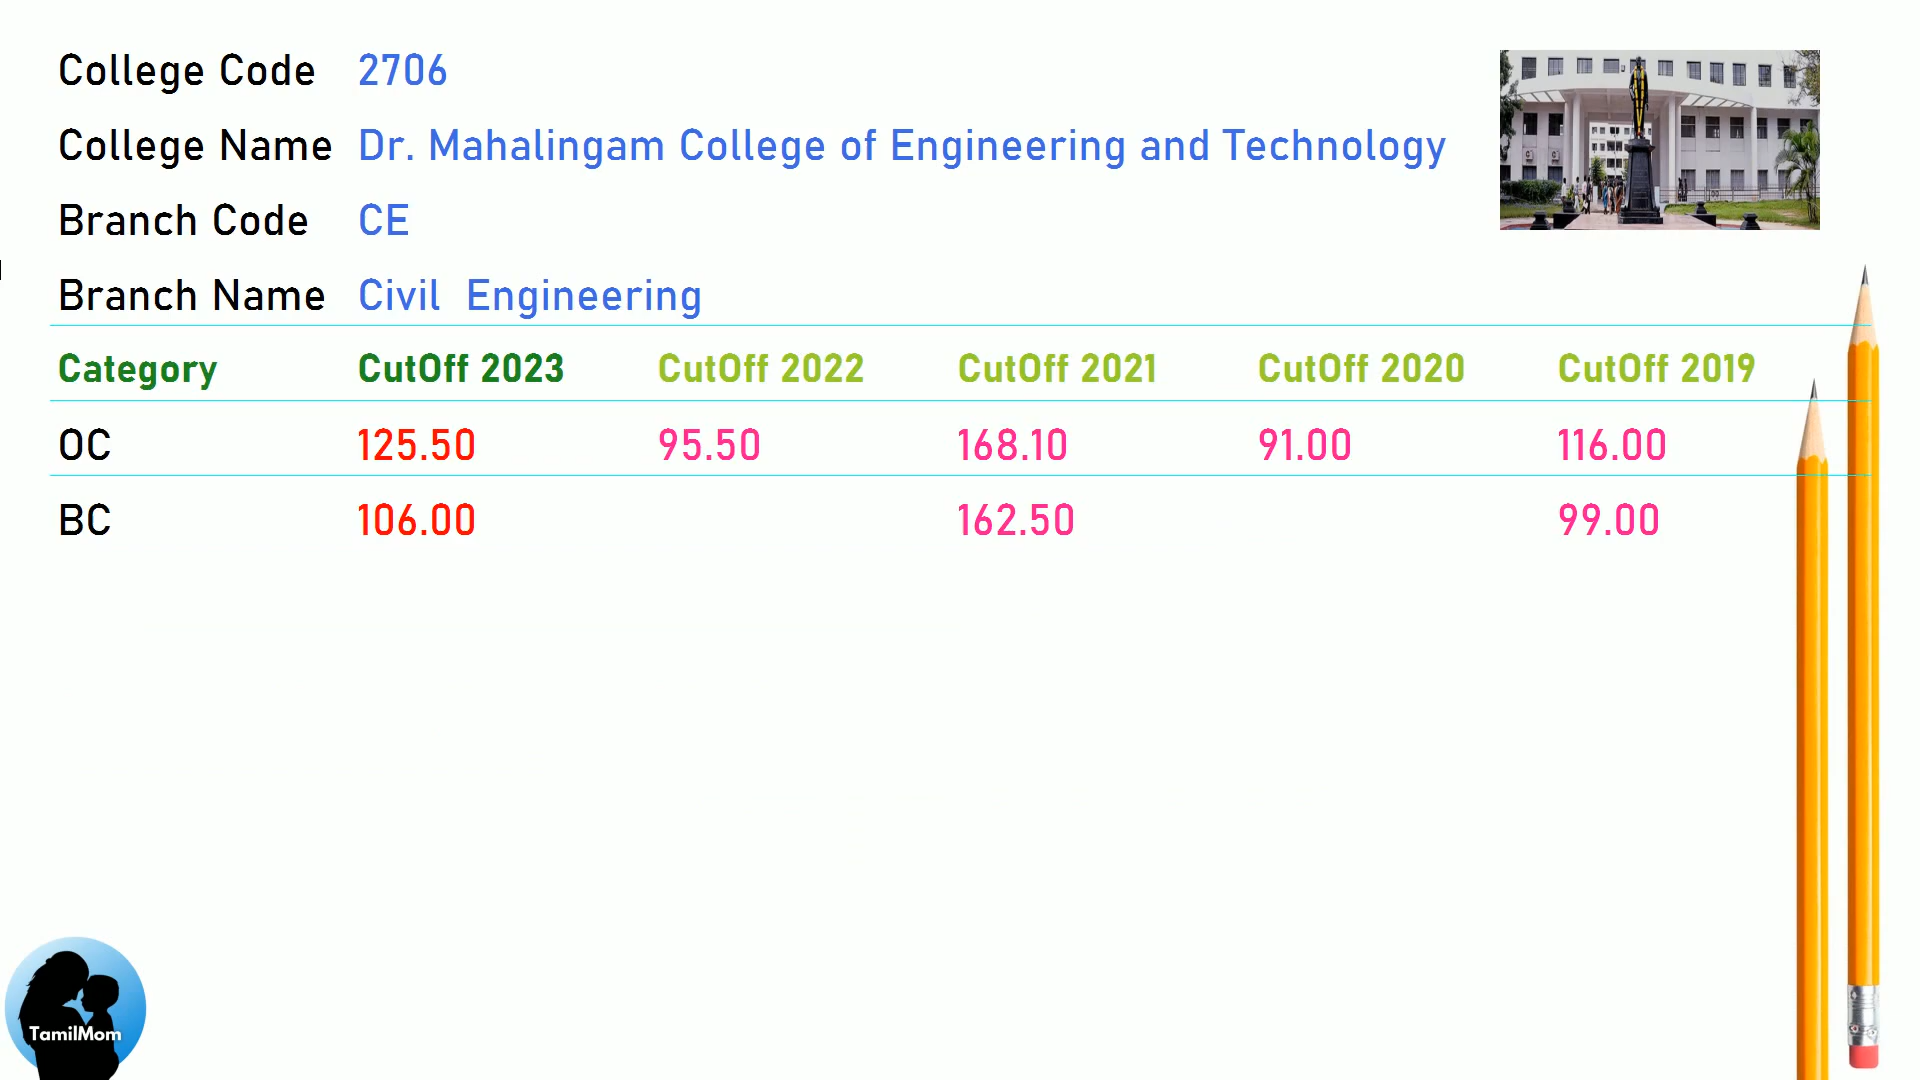 College Code 2706
College Name Dr. Mahalingam College of Engineering and Technology
Branch Code CE
Branch Name Civil Engineering
Category CutOff 2023 CutOff 2022 CutOff 2021 CutOff 2020 CutOff 2019
OC 125.50 95.50 168.10 91.00 116.00
BC 106.00 162.50 99.00
TamilMom